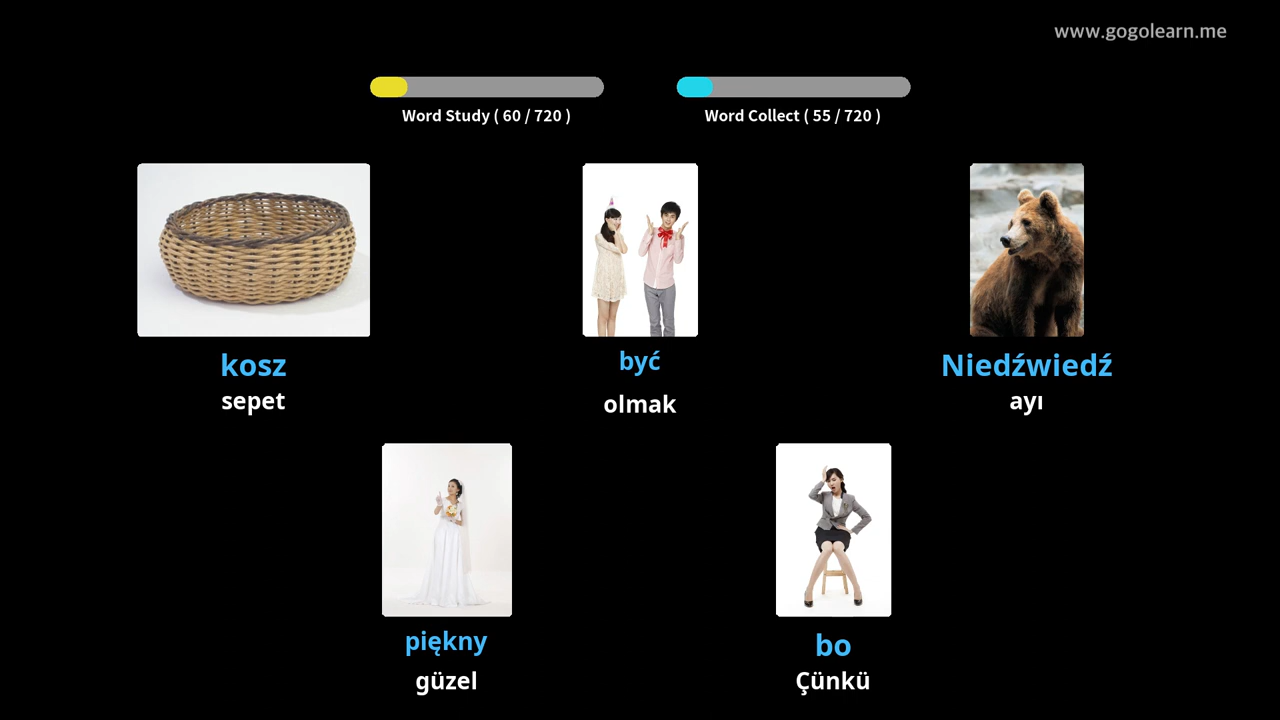 www.gogolearn.me
Word Study ( 60 / 720 )
Word Collect ( 55 / 720 )
kosz
sepet
być
olmak
Niedźwiedź
ayı
piękny
güzel
bo
Çünkü